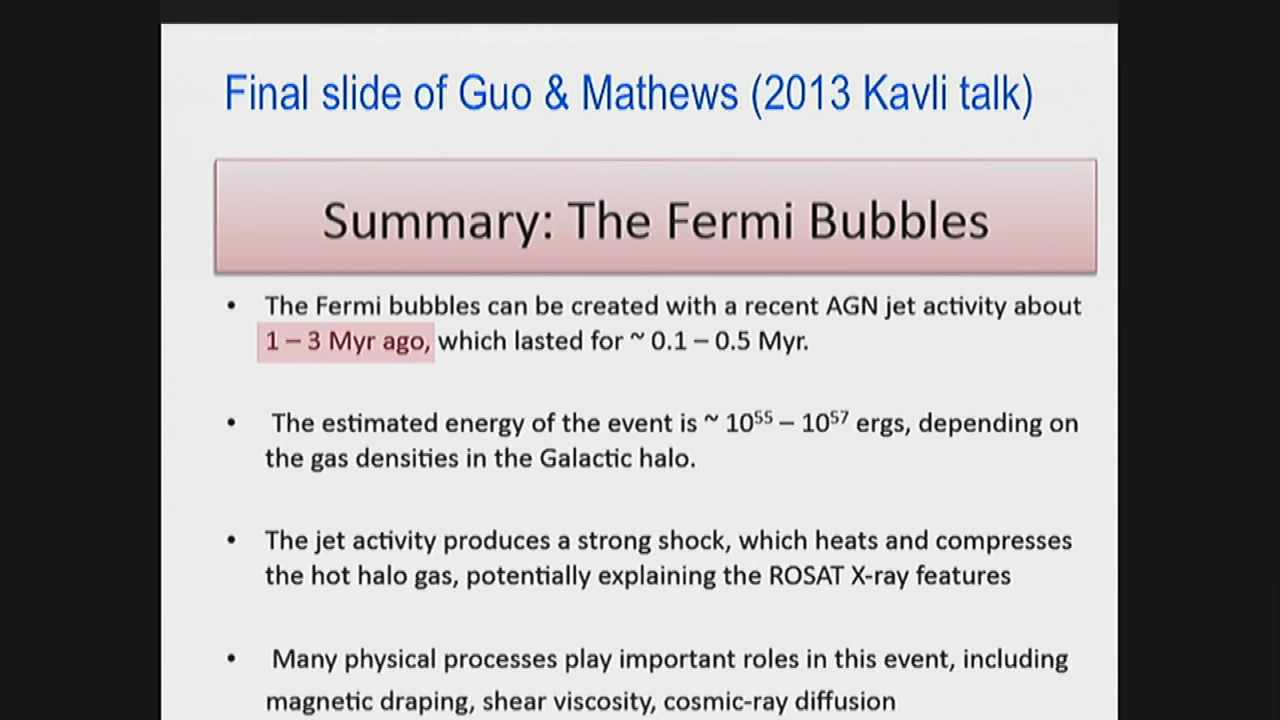 Final slide of Guo & Mathews (2013 Kavli talk)
Summary: The Fermi Bubbles
• The Fermi bubbles can be created with a recent AGN jet activity about
1 – 3 Myr ago, which lasted for ~ 0.1 – 0.5 Myr.
• The estimated energy of the event is ~ 10⁵⁵ – 10⁵⁷ ergs, depending on
the gas densities in the Galactic halo.
• The jet activity produces a strong shock, which heats and compresses
the hot halo gas, potentially explaining the ROSAT X-ray features
• Many physical processes play important roles in this event, including
magnetic draping, shear viscosity, cosmic-ray diffusion